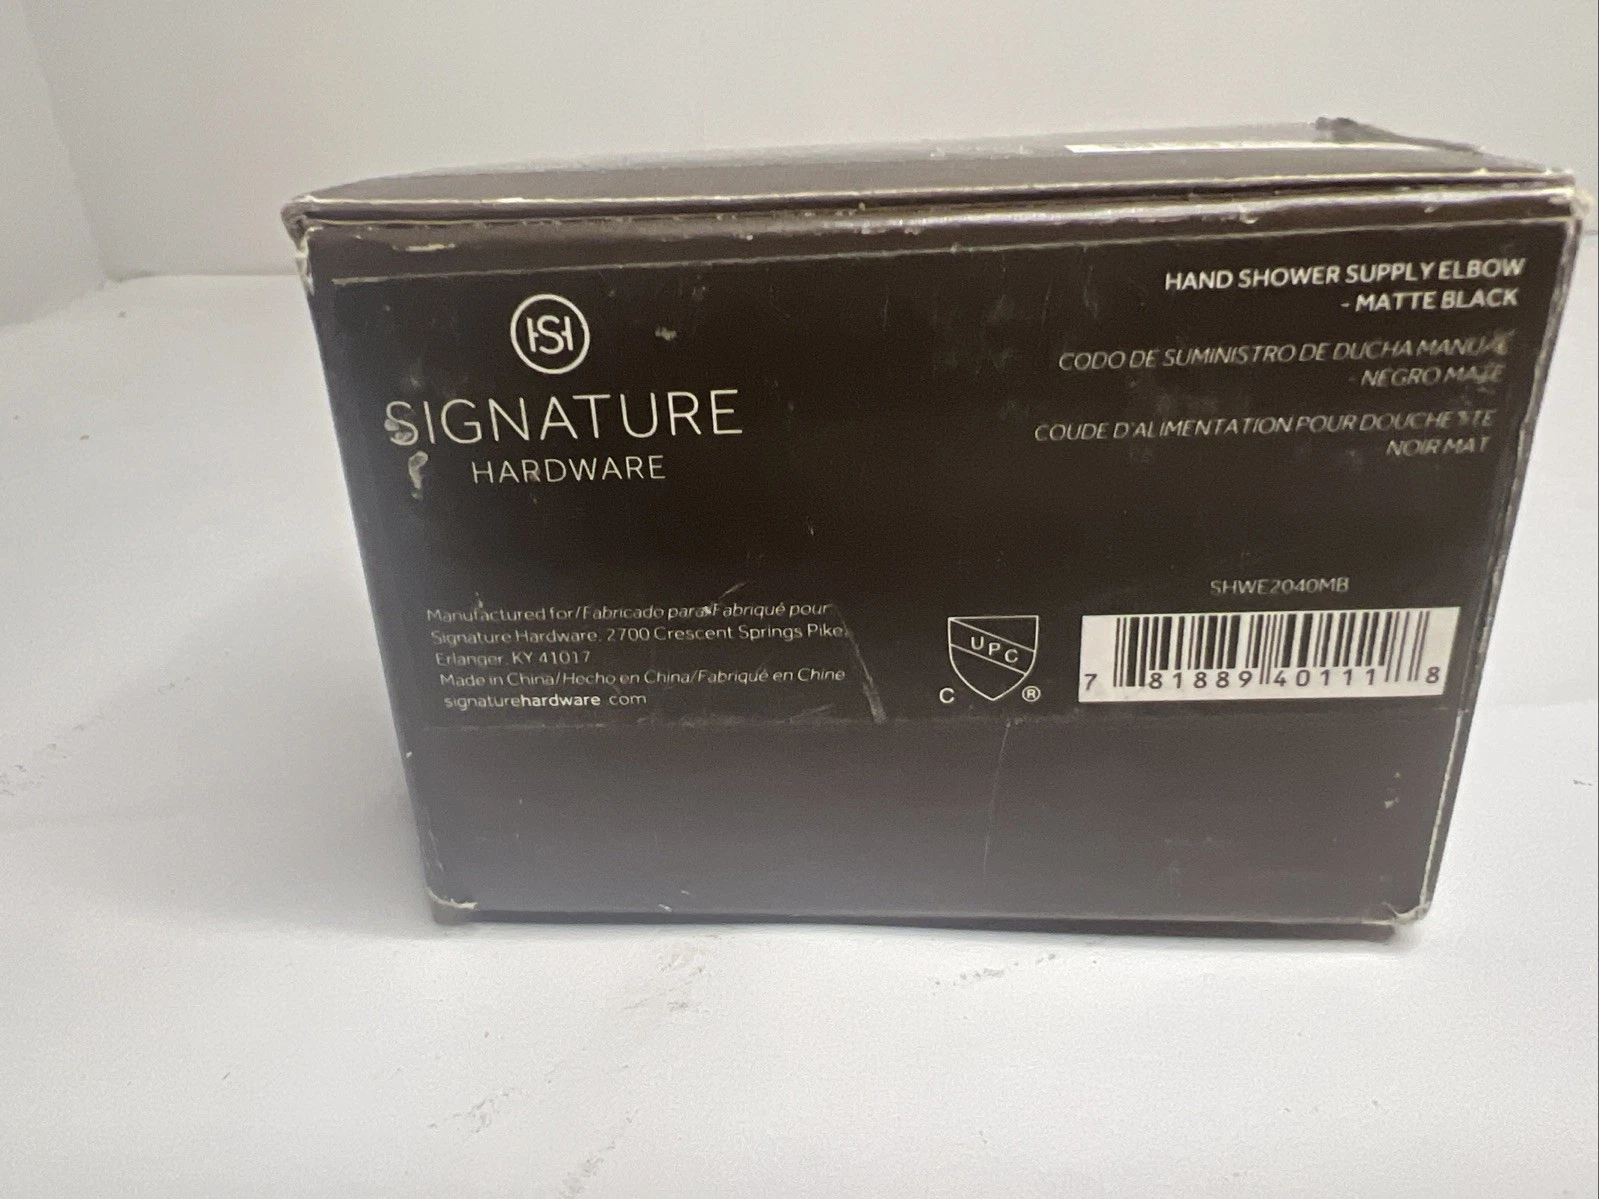 HS
SIGNATURE
HARDWARE
HAND SHOWER SUPPLY ELBOW
- MATTE BLACK
CODO DE SUMINISTRO DE DUCHA MANUAL
- NEGRO MATE
COUDE D'ALIMENTATION POUR DOUCHE
NOIR MAT
Manufactured for/Fabricado para/Fabriqué pour
Signature Hardware, 2700 Crescent Springs Pike,
Erlanger, KY 41017
Made in China/Hecho en China/Fabriqué en Chine
signaturehardware.com
C UPC ®
SHWE2040MB
7 81889 40111 8